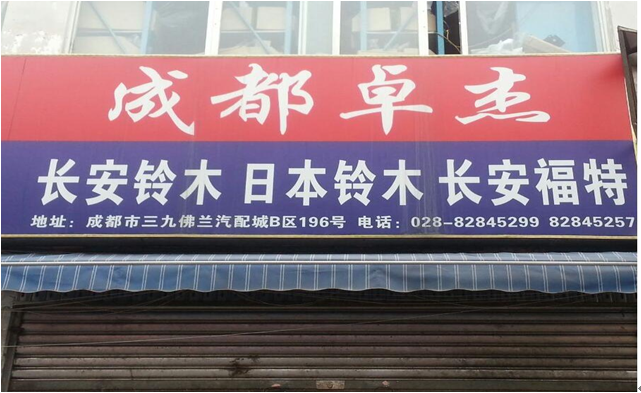 成都卓杰
长安铃木 日本铃木 长安福特
地址：成都市三九佛兰汽配城B区196号 电话：028-82845299 82845257